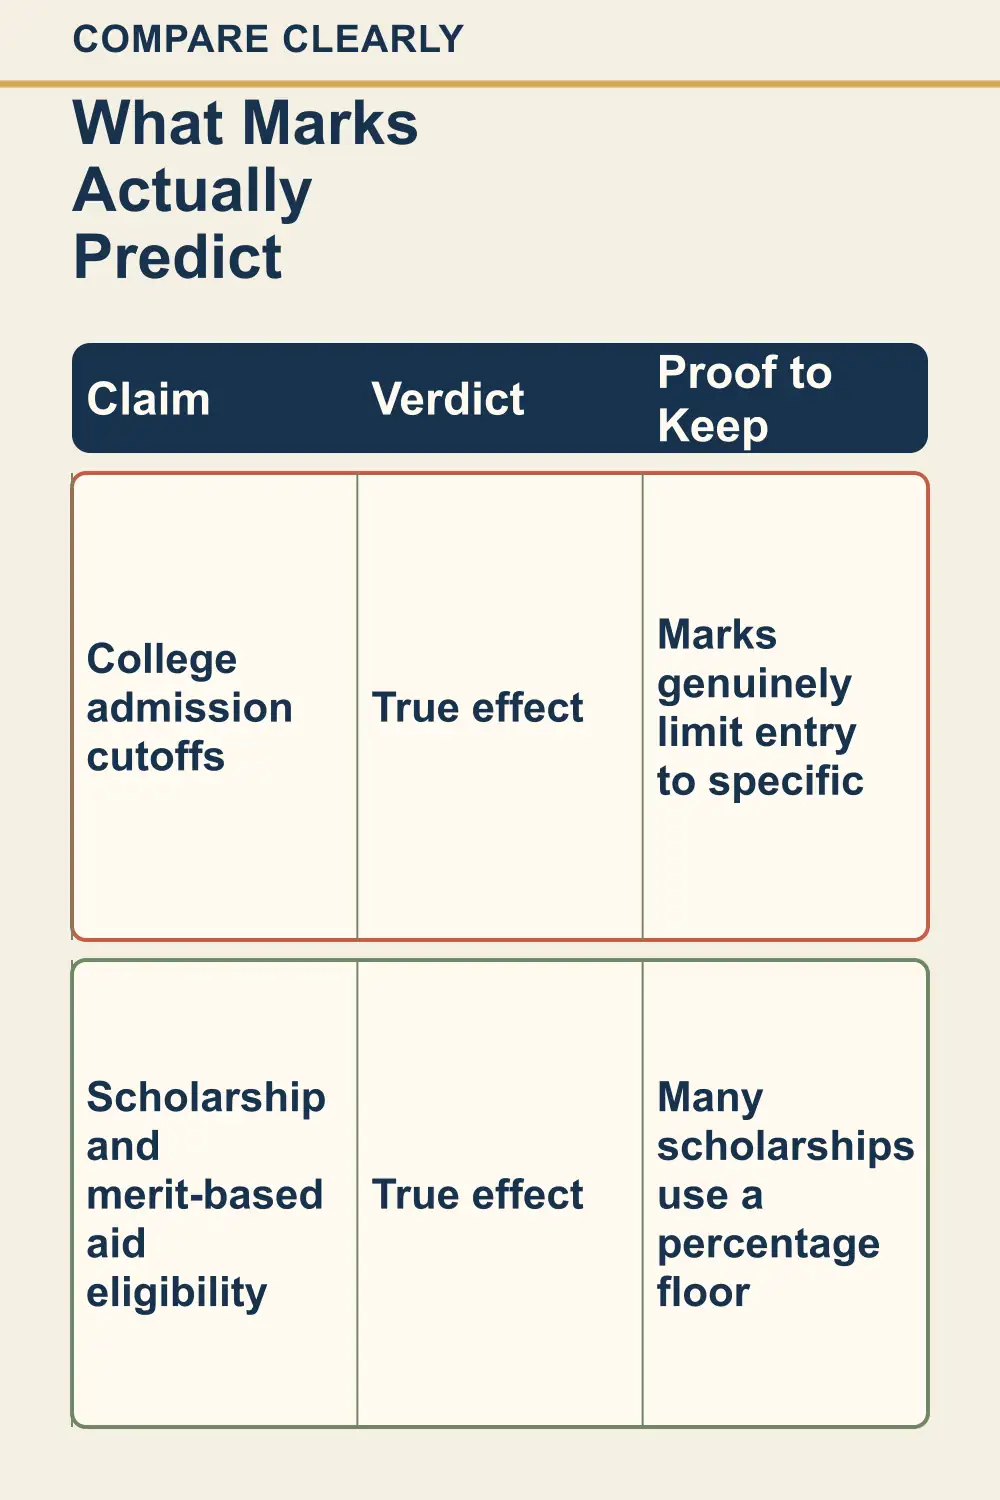 COMPARE CLEARLY
What Marks
Actually
Predict
Claim
Verdict
Proof to
Keep
College
admission
cutoffs
True effect
Marks
genuinely
limit entry
to specific
Scholarship
and
merit-based
aid
eligibility
True effect
Many
scholarships
use a
percentage
floor